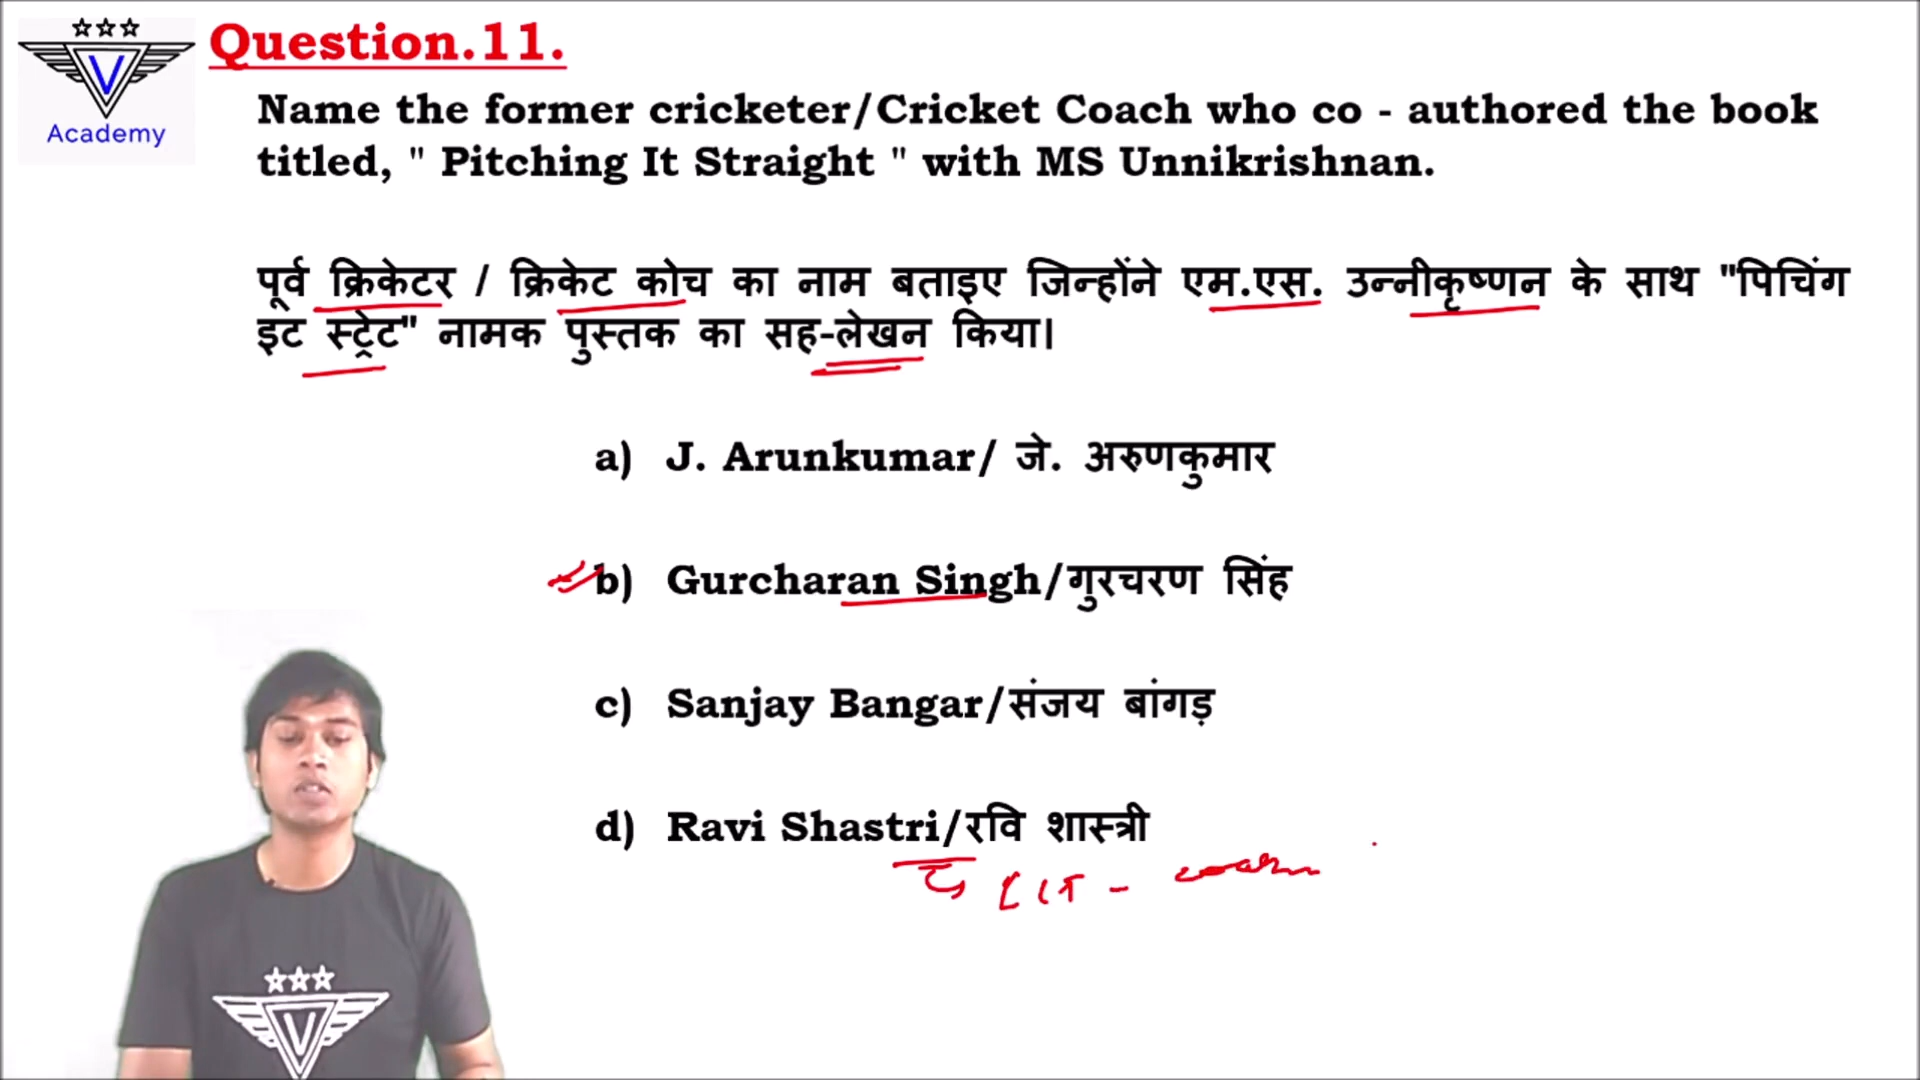 V
Academy
Question.11.
Name the former cricketer/Cricket Coach who co - authored the book
titled, " Pitching It Straight " with MS Unnikrishnan.
पूर्व क्रिकेटर / क्रिकेट कोच का नाम बताइए जिन्होंने एम.एस. उन्नीकृष्णन के साथ "पिचिंग
इट स्ट्रेट" नामक पुस्तक का सह-लेखन किया।
a) J. Arunkumar/ जे. अरुणकुमार
b) Gurcharan Singh/गुरचरण सिंह
c) Sanjay Bangar/संजय बांगड़
d) Ravi Shastri/रवि शास्त्री
V